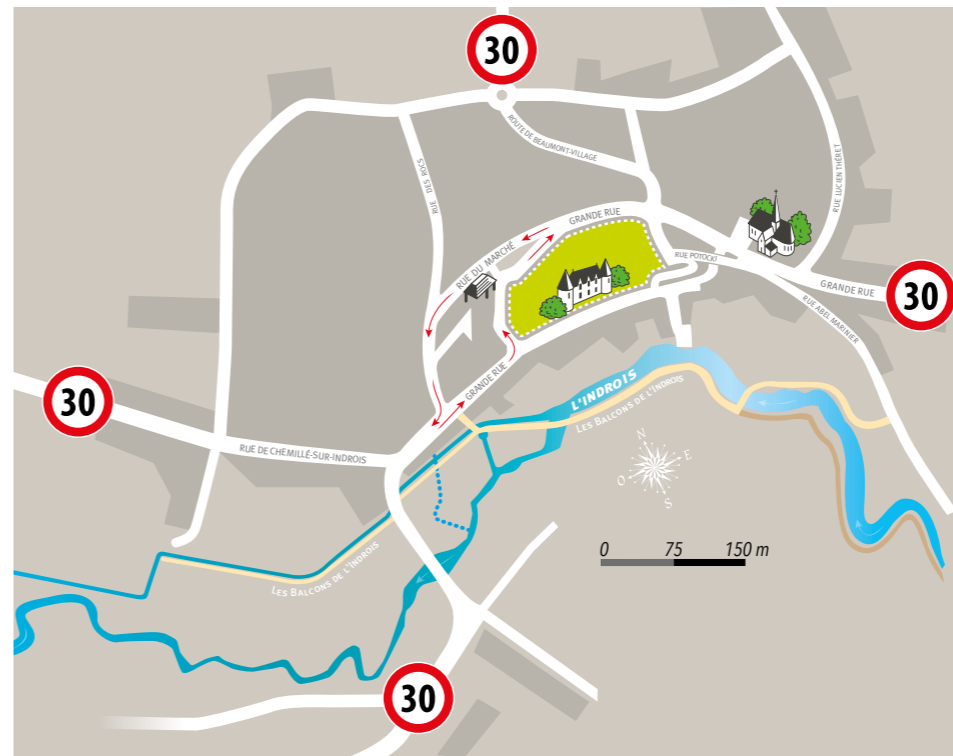 30
ROUTE DE BEAUMONT-VILLAGE
RUE DES ROCS
RUE LUCIEN THÉRET
GRANDE RUE
RUE DU MARCHÉ
RUE POTOCKI
GRANDE RUE
30
RUE ABEL MARINIER
30
GRANDE RUE
L'INDROIS
LES BALCONS DE L'INDROIS
RUE DE CHEMILLÉ-SUR-INDROIS
N
E
O
S
0 75 150 m
LES BALCONS DE L'INDROIS
30